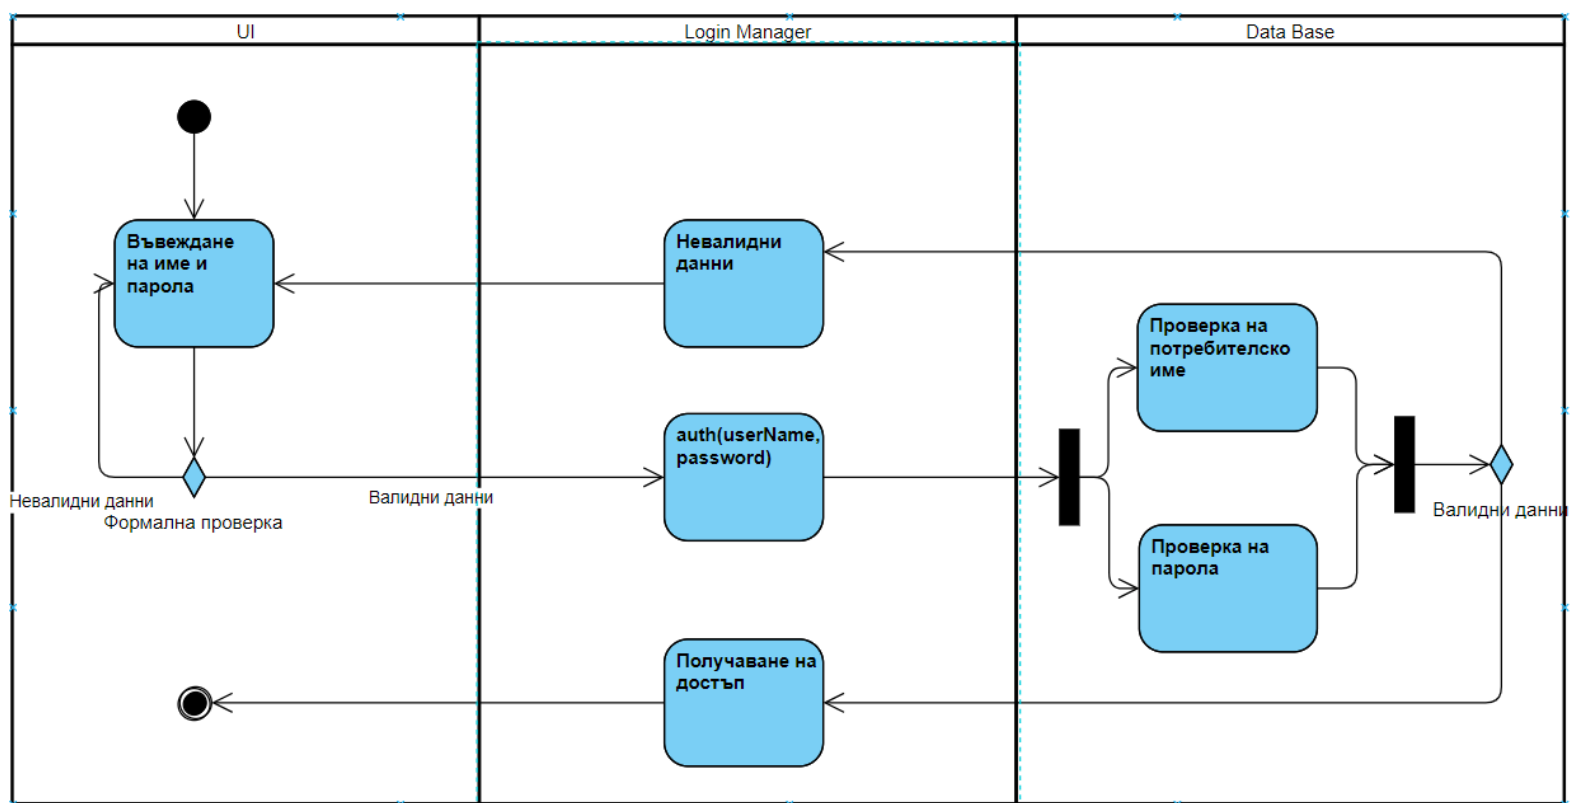 UI
Login Manager
Data Base
Въвеждане
на име и
парола
Невалидни
данни
Проверка на
потребителско
име
auth(userName,
password)
Невалидни данни
Валидни данни
Формална проверка
Валидни данни
Проверка на
парола
Получаване на
достъп